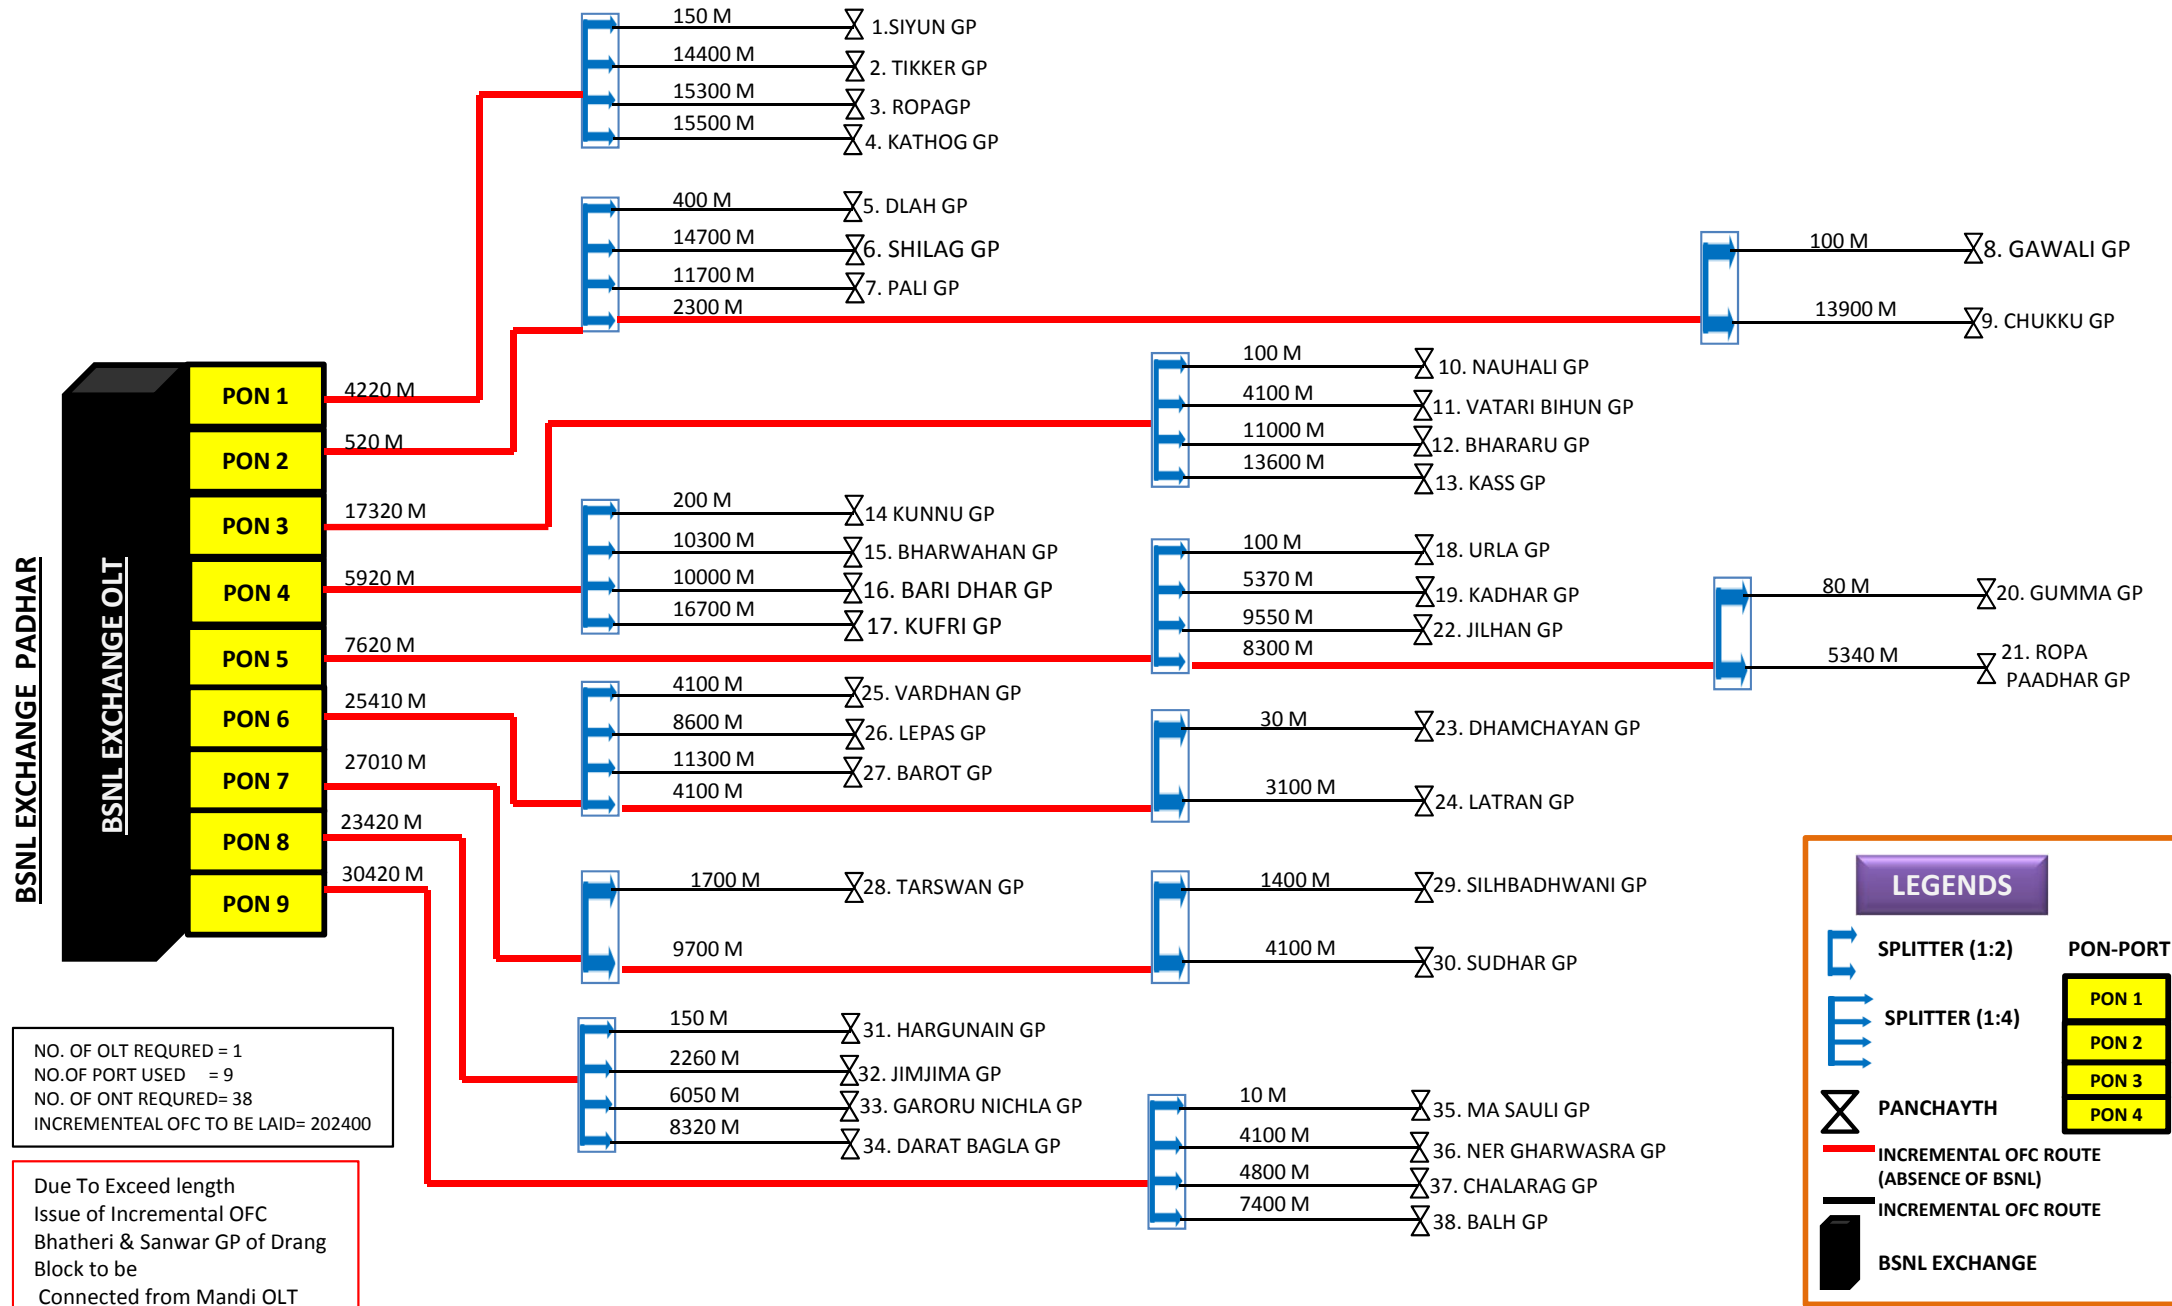 150 M
1.SIYUN GP
14400 M
2. TIKKER GP
15300 M
3. ROPAGP
15500 M
4. KATHOG GP
400 M
5. DLAH GP
14700 M
6. SHILAG GP
11700 M
7. PALI GP
2300 M
100 M
8. GAWALI GP
13900 M
9. CHUKKU GP
100 M
10. NAUHALI GP
4100 M
11. VATARI BIHUN GP
11000 M
12. BHARARU GP
13600 M
13. KASS GP
BSNL EXCHANGE PADHAR
BSNL EXCHANGE OLT
PON 1
4220 M
PON 2
520 M
PON 3
17320 M
PON 4
5920 M
PON 5
7620 M
PON 6
25410 M
PON 7
27010 M
PON 8
23420 M
PON 9
30420 M
200 M
14 KUNNU GP
10300 M
15. BHARWAHAN GP
10000 M
16. BARI DHAR GP
16700 M
17. KUFRI GP
100 M
18. URLA GP
5370 M
19. KADHAR GP
9550 M
22. JILHAN GP
8300 M
80 M
20. GUMMA GP
5340 M
21. ROPA
PAADHAR GP
4100 M
25. VARDHAN GP
8600 M
26. LEPAS GP
11300 M
27. BAROT GP
4100 M
30 M
23. DHAMCHAYAN GP
3100 M
24. LATRAN GP
1700 M
28. TARSWAN GP
9700 M
1400 M
29. SILHBADHWANI GP
4100 M
30. SUDHAR GP
150 M
31. HARGUNAIN GP
2260 M
32. JIMJIMA GP
6050 M
33. GARORU NICHLA GP
8320 M
34. DARAT BAGLA GP
10 M
35. MA SAULI GP
4100 M
36. NER GHARWASRA GP
4800 M
37. CHALARAG GP
7400 M
38. BALH GP
NO. OF OLT REQURED = 1
NO.OF PORT USED = 9
NO. OF ONT REQURED= 38
INCREMENTEAL OFC TO BE LAID= 202400
Due To Exceed length
Issue of Incremental OFC
Bhatheri & Sanwar GP of Drang
Block to be
Connected from Mandi OLT
LEGENDS
SPLITTER (1:2)
PON-PORT
SPLITTER (1:4)
PON 1
PON 2
PON 3
PON 4
PANCHAYTH
INCREMENTAL OFC ROUTE
(ABSENCE OF BSNL)
INCREMENTAL OFC ROUTE
BSNL EXCHANGE